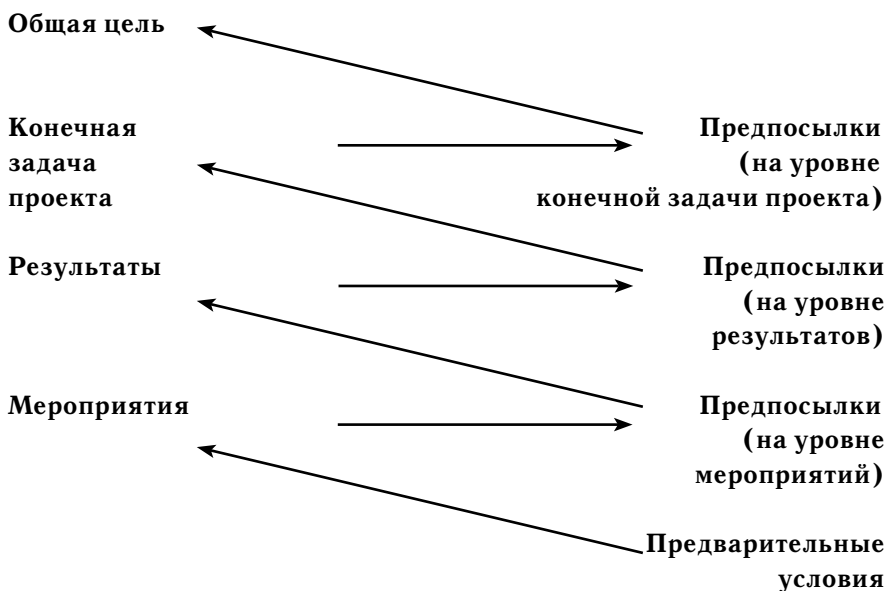 Общая цель
Конечная
задача
проекта
Предпосылки
(на уровне
конечной задачи проекта)
Результаты
Предпосылки
(на уровне
результатов)
Мероприятия
Предпосылки
(на уровне
мероприятий)
Предварительные
условия